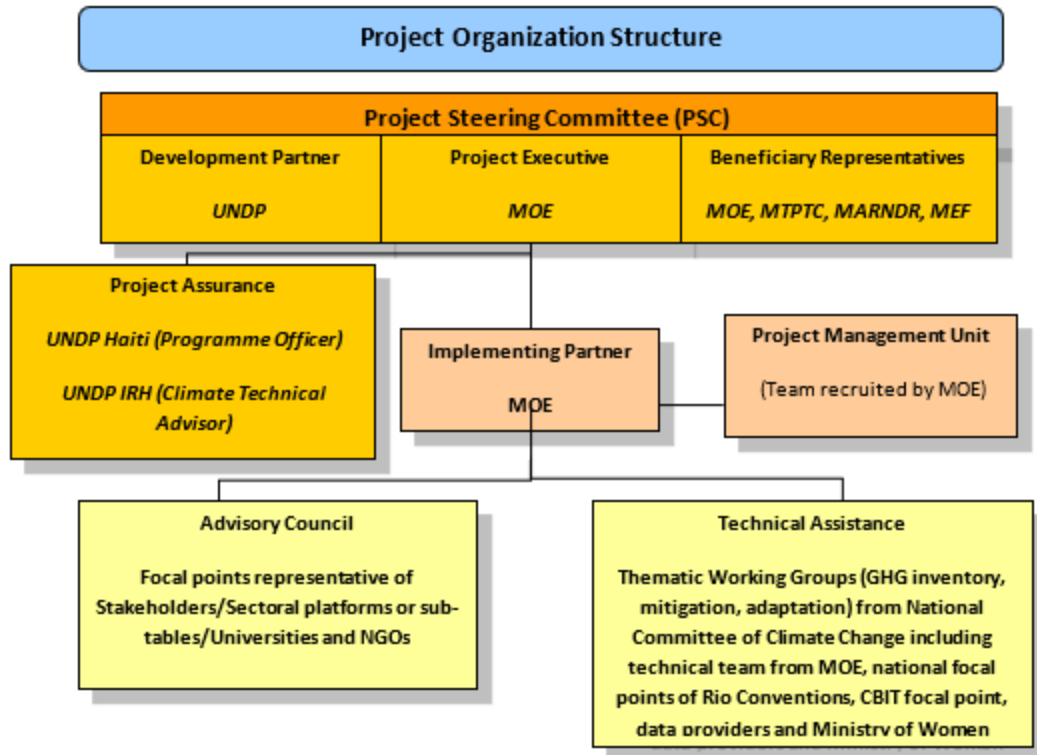 Project Organization Structure
Project Steering Committee (PSC)
Development Partner
UNDP
Project Executive
MOE
Beneficiary Representatives
MOE, MTPTC, MARNDR, MEF
Project Assurance
UNDP Haiti (Programme Officer)
UNDP IRH (Climate Technical
Advisor)
Implementing Partner
MOE
Project Management Unit
(Team recruited by MOE)
Advisory Council
Focal points representative of
Stakeholders/Sectoral platforms or sub-
tables/Universities and NGOs
Technical Assistance
Thematic Working Groups (GHG inventory,
mitigation, adaptation) from National
Committee of Climate Change including
technical team from MOE, national focal
points of Rio Conventions, CBIT focal point,
data providers and Ministry of Women